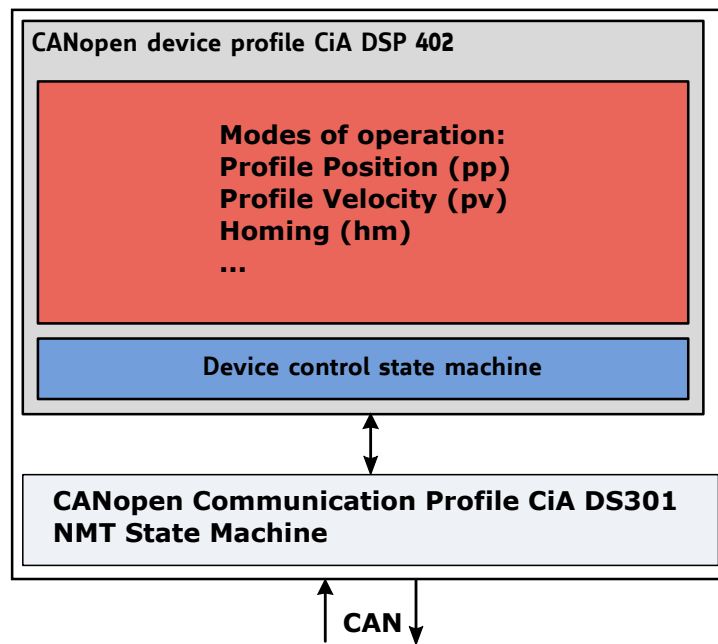 CANopen device profile CiA DSP 402
Modes of operation:
Profile Position (pp)
Profile Velocity (pv)
Homing (hm)
...
Device control state machine
CANopen Communication Profile CiA DS301
NMT State Machine
CAN